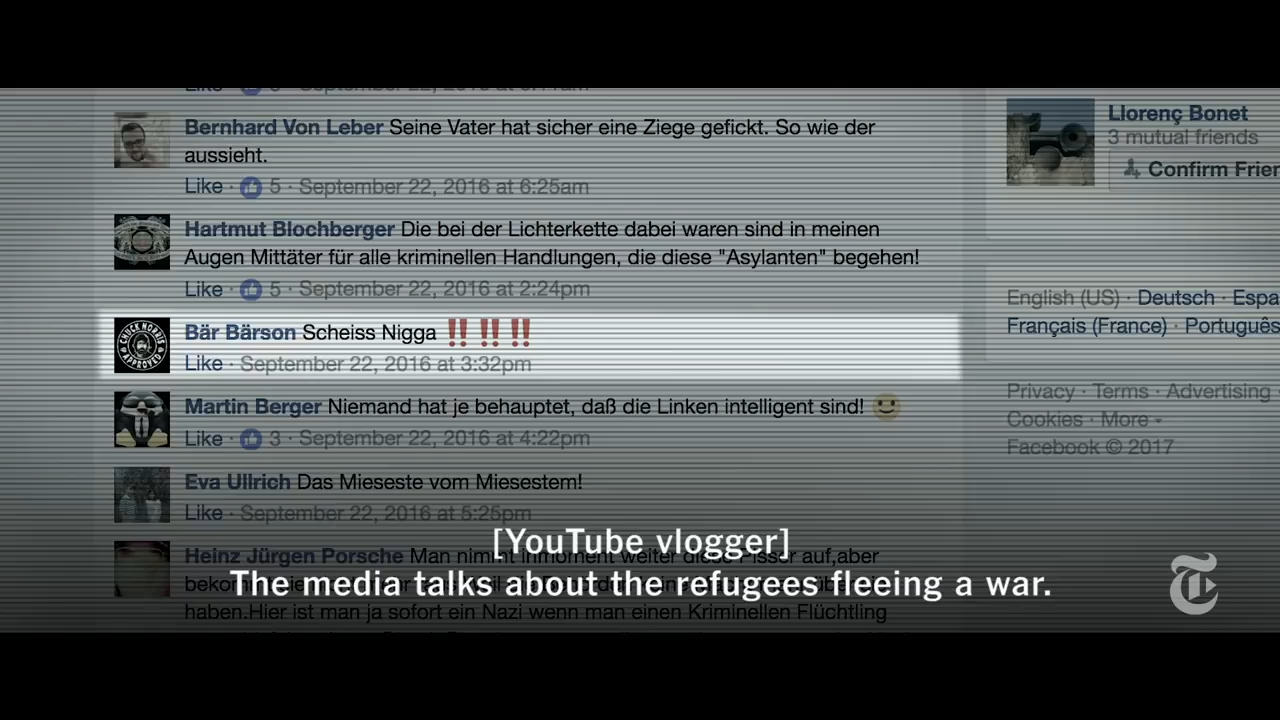 Bernhard Von Leber Seine Vater hat sicher eine Ziege gefickt. So wie der
aussieht.
Like · 5 · September 22, 2016 at 6:25am
Hartmut Blochberger Die bei der Lichterkette dabei waren sind in meinen
Augen Mittäter für alle kriminellen Handlungen, die diese "Asylanten" begehen!
Like · 5 · September 22, 2016 at 2:24pm
Bär Bärson Scheiss Nigga ‼️ ‼️ ‼️
Like · September 22, 2016 at 3:32pm
CHUCK NORRIS
APPROVED
Martin Berger Niemand hat je behauptet, daß die Linken intelligent sind! 🙂
Like · 3 · September 22, 2016 at 4:22pm
Eva Ullrich Das Mieseste vom Miesestem!
Like · September 22, 2016 at 5:25pm
Heinz Jürgen Porsche Man nimmt inmoment weiter diese Pisser auf,aber
haben.Hier ist man ja sofort ein Nazi wenn man einen Kriminellen Flüchtling
[YouTube vlogger]
The media talks about the refugees fleeing a war.
Llorenç Bonet
3 mutual friends
Confirm
English (US) · Deutsch ·
Français (France) ·
Privacy · Terms · Advertising
Cookies · More
Facebook © 2017
T